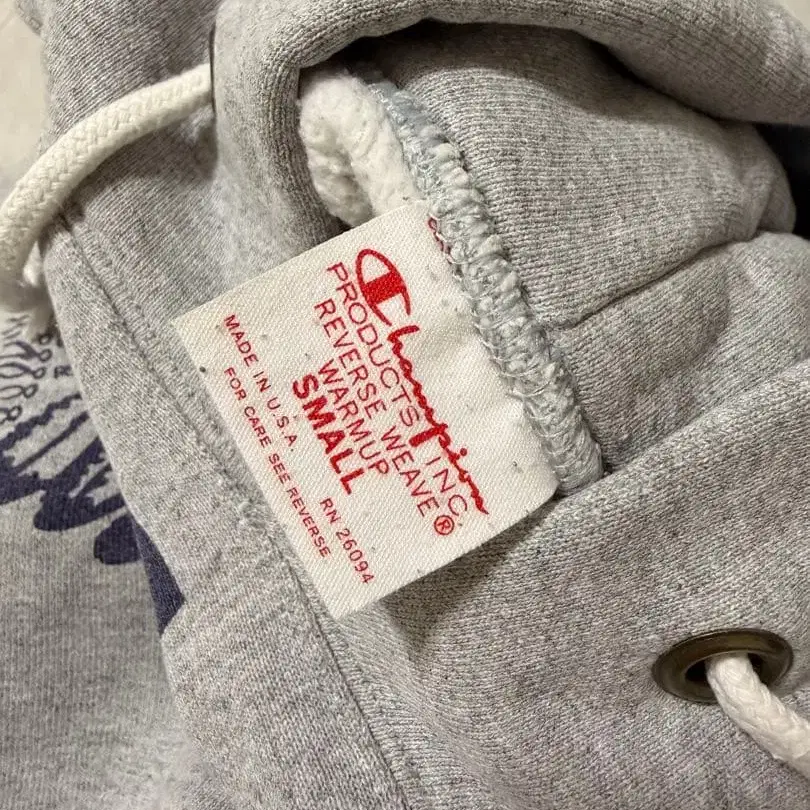 Champion
PRODUCTS INC.
REVERSE WEAVE®
WARMUP
SMALL
MADE IN U.S.A. RN 26094
FOR CARE SEE REVERSE